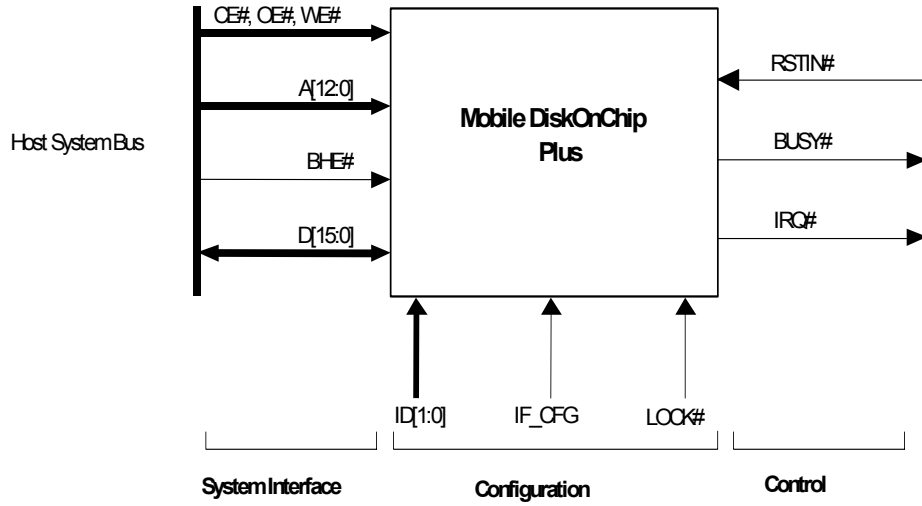 CE#, OE#, WE#
A[12:0]
Host System Bus
BHE#
D[15:0]
Mobile DiskOnChip
Plus
RSTIN#
BUSY#
IRQ#
ID[1:0]
IF_CFG
LOCK#
System Interface
Configuration
Control